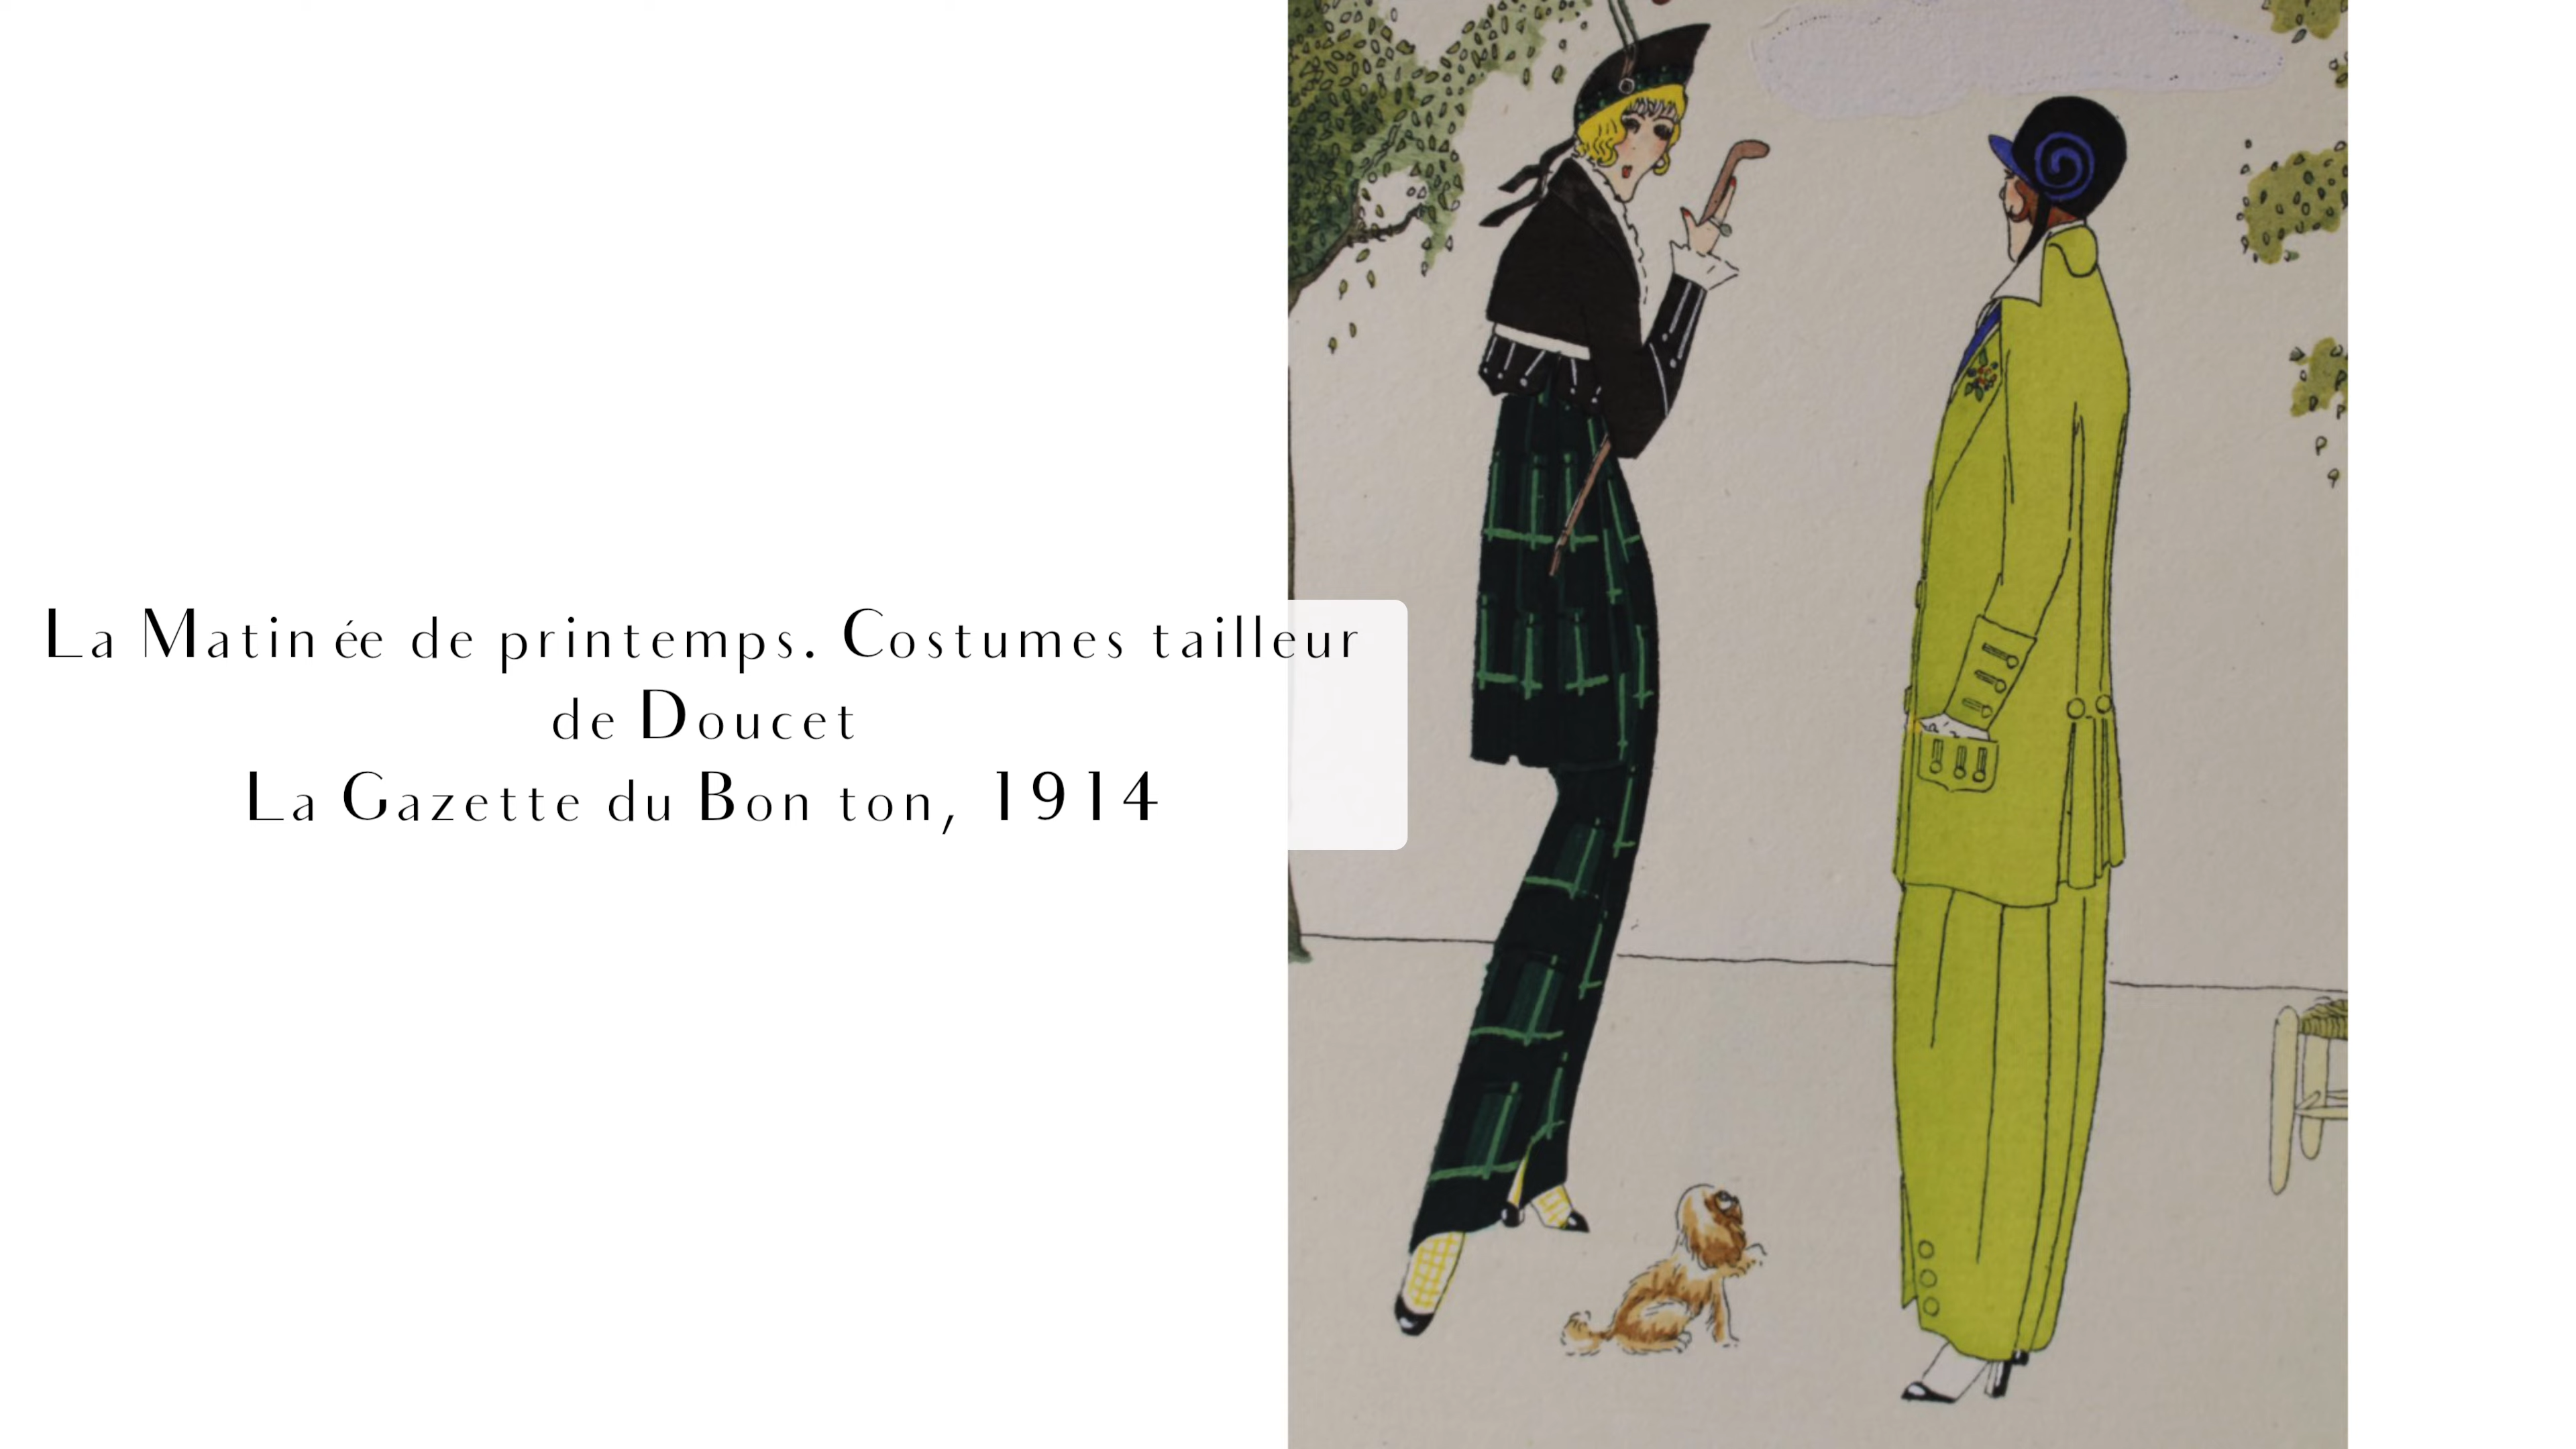 La Matinée de printemps. Costumes tailleur
de Doucet
La Gazette du Bon ton, 1914